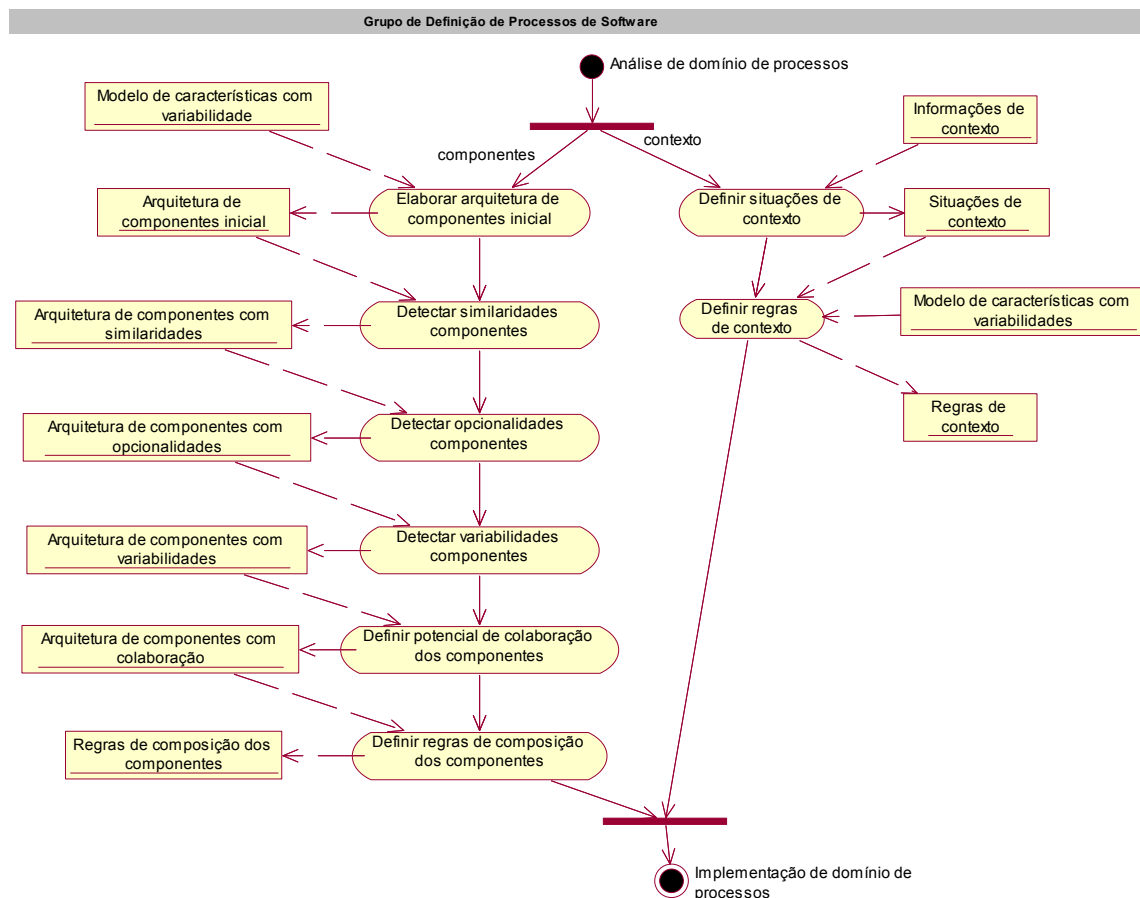 Grupo de Definição de Processos de Software
Análise de domínio de processos
Modelo de características com
variabilidade
Informações de
contexto
componentes
contexto
Arquitetura de
componentes inicial
Elaborar arquitetura de
componentes inicial
Definir situações de
contexto
Situações de
contexto
Arquitetura de componentes com
similaridades
Detectar similaridades
componentes
Definir regras
de contexto
Modelo de características com
variabilidades
Arquitetura de componentes com
opcionalidades
Detectar opcionalidades
componentes
Regras de
contexto
Arquitetura de componentes com
variabilidades
Detectar variabilidades
componentes
Arquitetura de componentes com
colaboração
Definir potencial de colaboração
dos componentes
Regras de composição dos
componentes
Definir regras de composição
dos componentes
Implementação de domínio de
processos